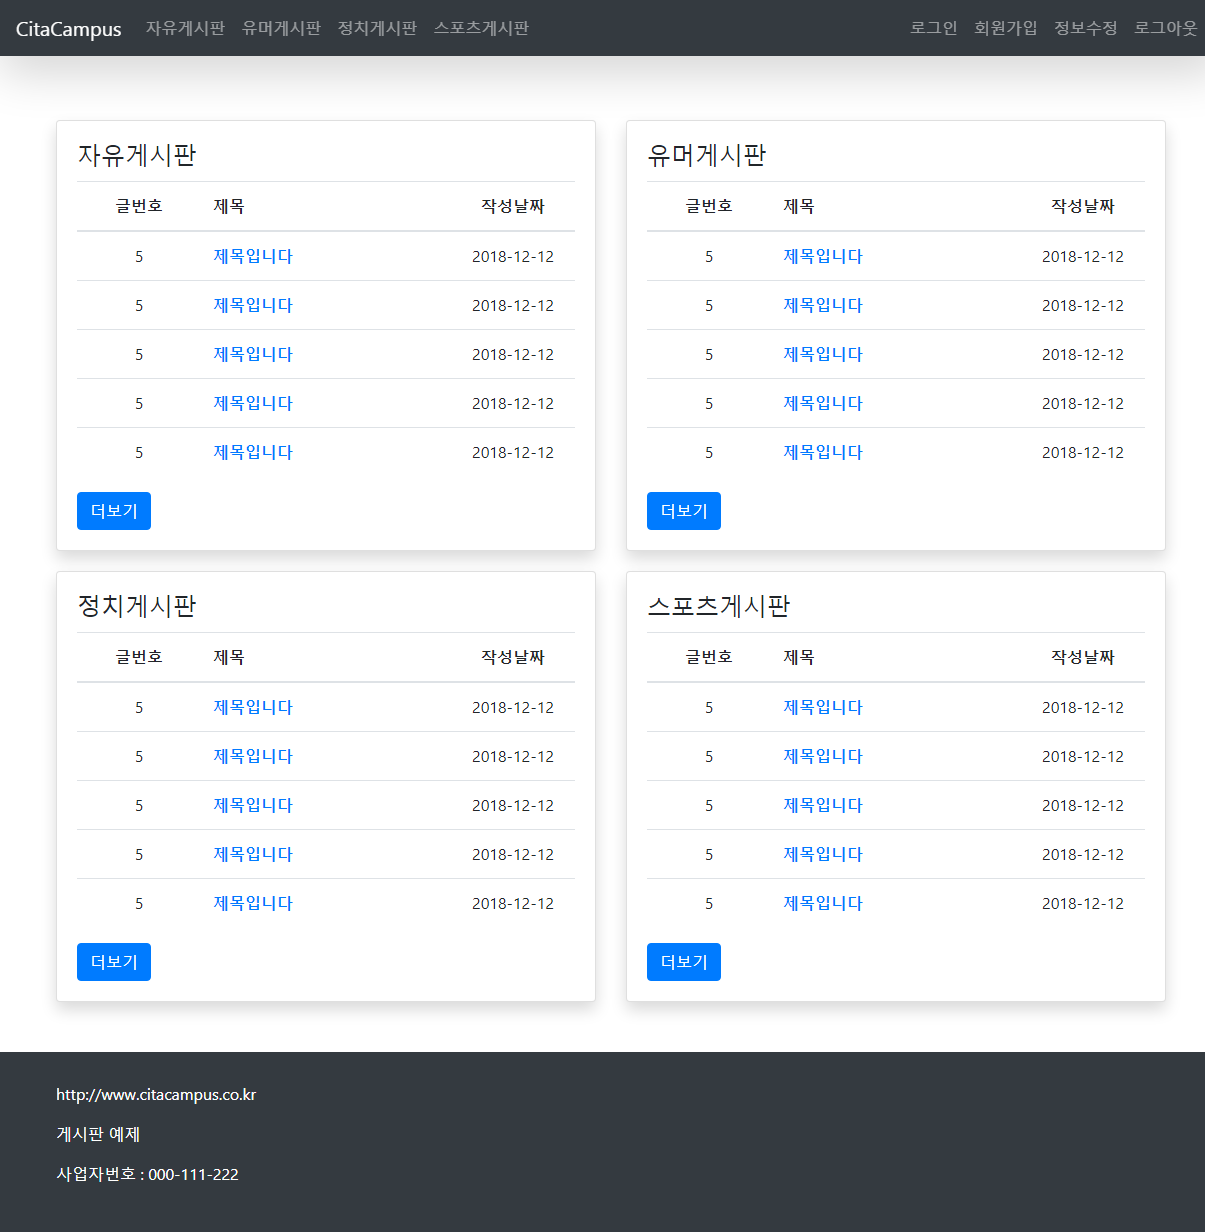 CitaCampus 자유게시판 유머게시판 정치게시판 스포츠게시판 로그인 회원가입 정보수정 로그아웃
자유게시판
글번호 제목 작성날짜
5 제목입니다 2018-12-12
5 제목입니다 2018-12-12
5 제목입니다 2018-12-12
5 제목입니다 2018-12-12
5 제목입니다 2018-12-12
더보기
유머게시판
글번호 제목 작성날짜
5 제목입니다 2018-12-12
5 제목입니다 2018-12-12
5 제목입니다 2018-12-12
5 제목입니다 2018-12-12
5 제목입니다 2018-12-12
더보기
정치게시판
글번호 제목 작성날짜
5 제목입니다 2018-12-12
5 제목입니다 2018-12-12
5 제목입니다 2018-12-12
5 제목입니다 2018-12-12
5 제목입니다 2018-12-12
더보기
스포츠게시판
글번호 제목 작성날짜
5 제목입니다 2018-12-12
5 제목입니다 2018-12-12
5 제목입니다 2018-12-12
5 제목입니다 2018-12-12
5 제목입니다 2018-12-12
더보기
http://www.citacampus.co.kr
게시판 예제
사업자번호 : 000-111-222